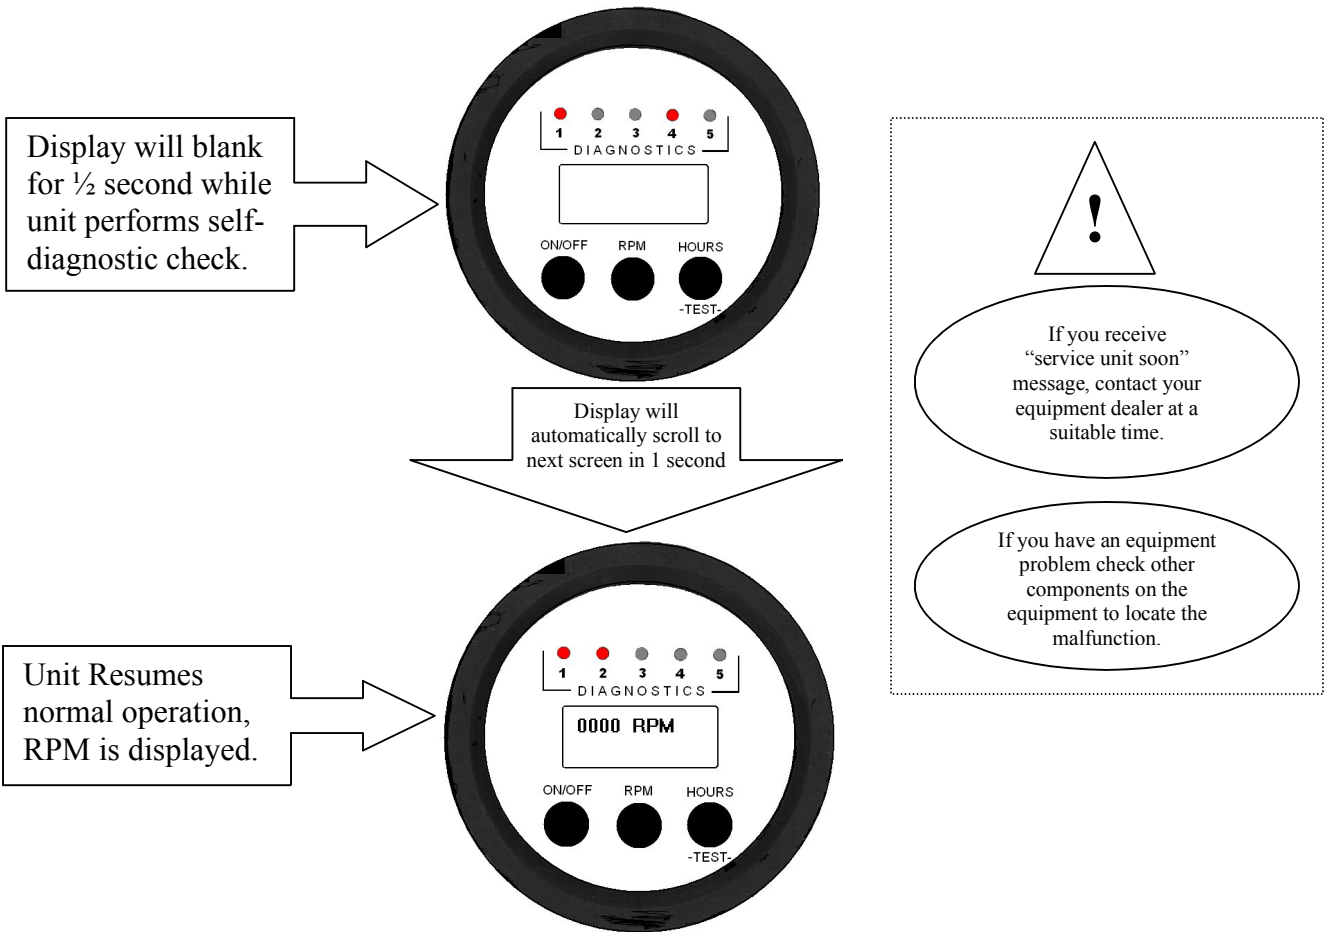 Display will blank
for ½ second while
unit performs self-
diagnostic check.
1 2 3 4 5
DIAGNOSTICS
ON/OFF RPM HOURS
-TEST-
Display will
automatically scroll to
next screen in 1 second
Unit Resumes
normal operation,
RPM is displayed.
1 2 3 4 5
DIAGNOSTICS
0000 RPM
ON/OFF RPM HOURS
-TEST-
!
If you receive
“service unit soon”
message, contact your
equipment dealer at a
suitable time.
If you have an equipment
problem check other
components on the
equipment to locate the
malfunction.